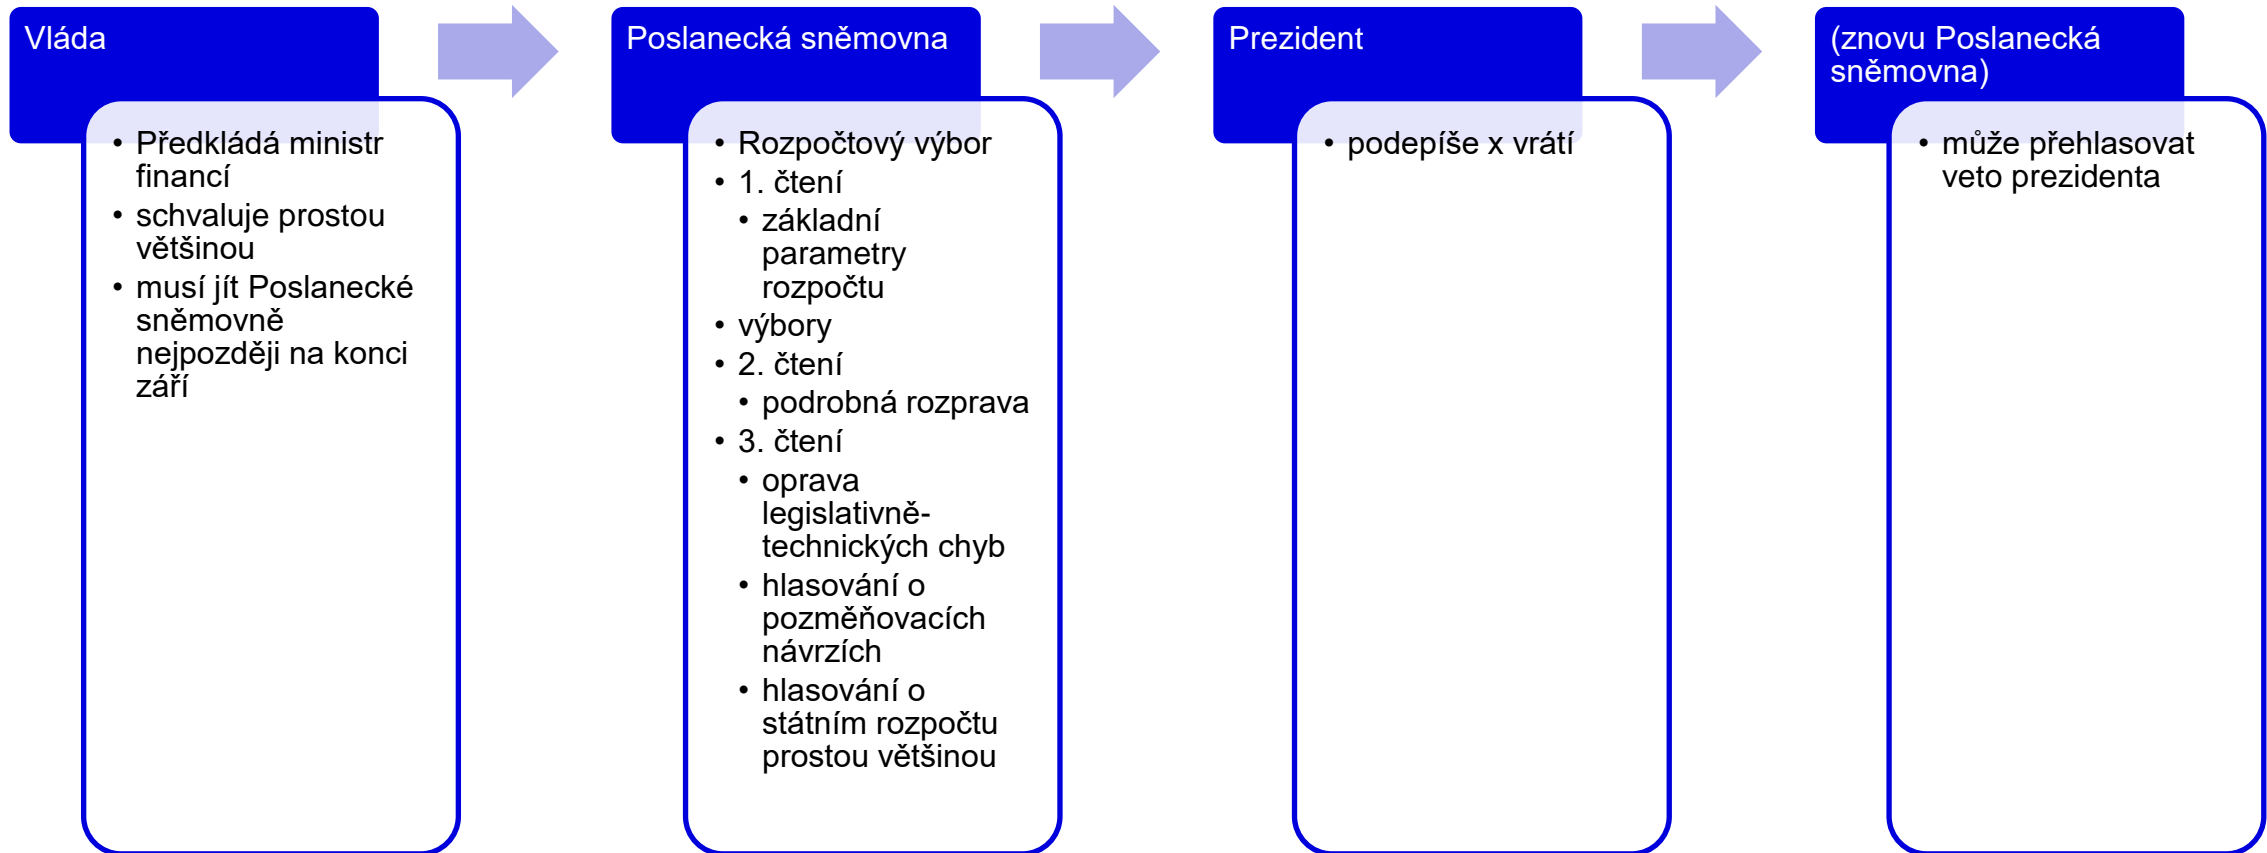 Vláda
• Předkládá ministr
financí
• schvaluje prostou
většinou
• musí jít Poslanecké
sněmovně
nejpozději na konci
září
Poslanecká sněmovna
• Rozpočtový výbor
• 1. čtení
• základní
parametry
rozpočtu
• výbory
• 2. čtení
• podrobná rozprava
• 3. čtení
• oprava
legislativně-
technických chyb
• hlasování o
pozměňovacích
návrzích
• hlasování o
státním rozpočtu
prostou většinou
Prezident
• podepíše x vrátí
(znovu Poslanecká
sněmovna)
• může přehlasovat
veto prezidenta